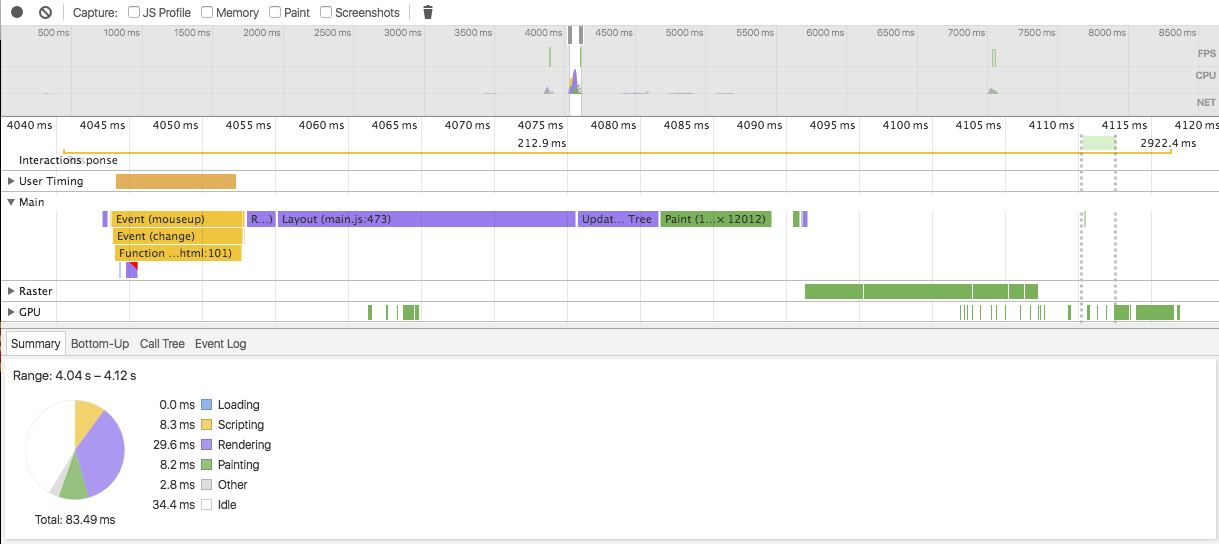 Capture: JS Profile Memory Paint Screenshots
500 ms 1000 ms 1500 ms 2000 ms 2500 ms 3000 ms 3500 ms 4000 ms 4500 ms 5000 ms 5500 ms 6000 ms 6500 ms 7000 ms 7500 ms 8000 ms 8500 ms
FPS
CPU
NET
4040 ms 4045 ms 4050 ms 4055 ms 4060 ms 4065 ms 4070 ms 4075 ms 4080 ms 4085 ms 4090 ms 4095 ms 4100 ms 4105 ms 4110 ms 4115 ms 4120 ms
212.9 ms 2922.4 ms
Interactions ponse
User Timing
Main
Event (mouseup) R...) Layout (main.js:473) Updat... Tree Paint (1...× 12012)
Event (change)
Function ...html:101)
Raster
GPU
Summary Bottom-Up Call Tree Event Log
Range: 4.04 s – 4.12 s
0.0 ms Loading
8.3 ms Scripting
29.6 ms Rendering
8.2 ms Painting
2.8 ms Other
34.4 ms Idle
Total: 83.49 ms